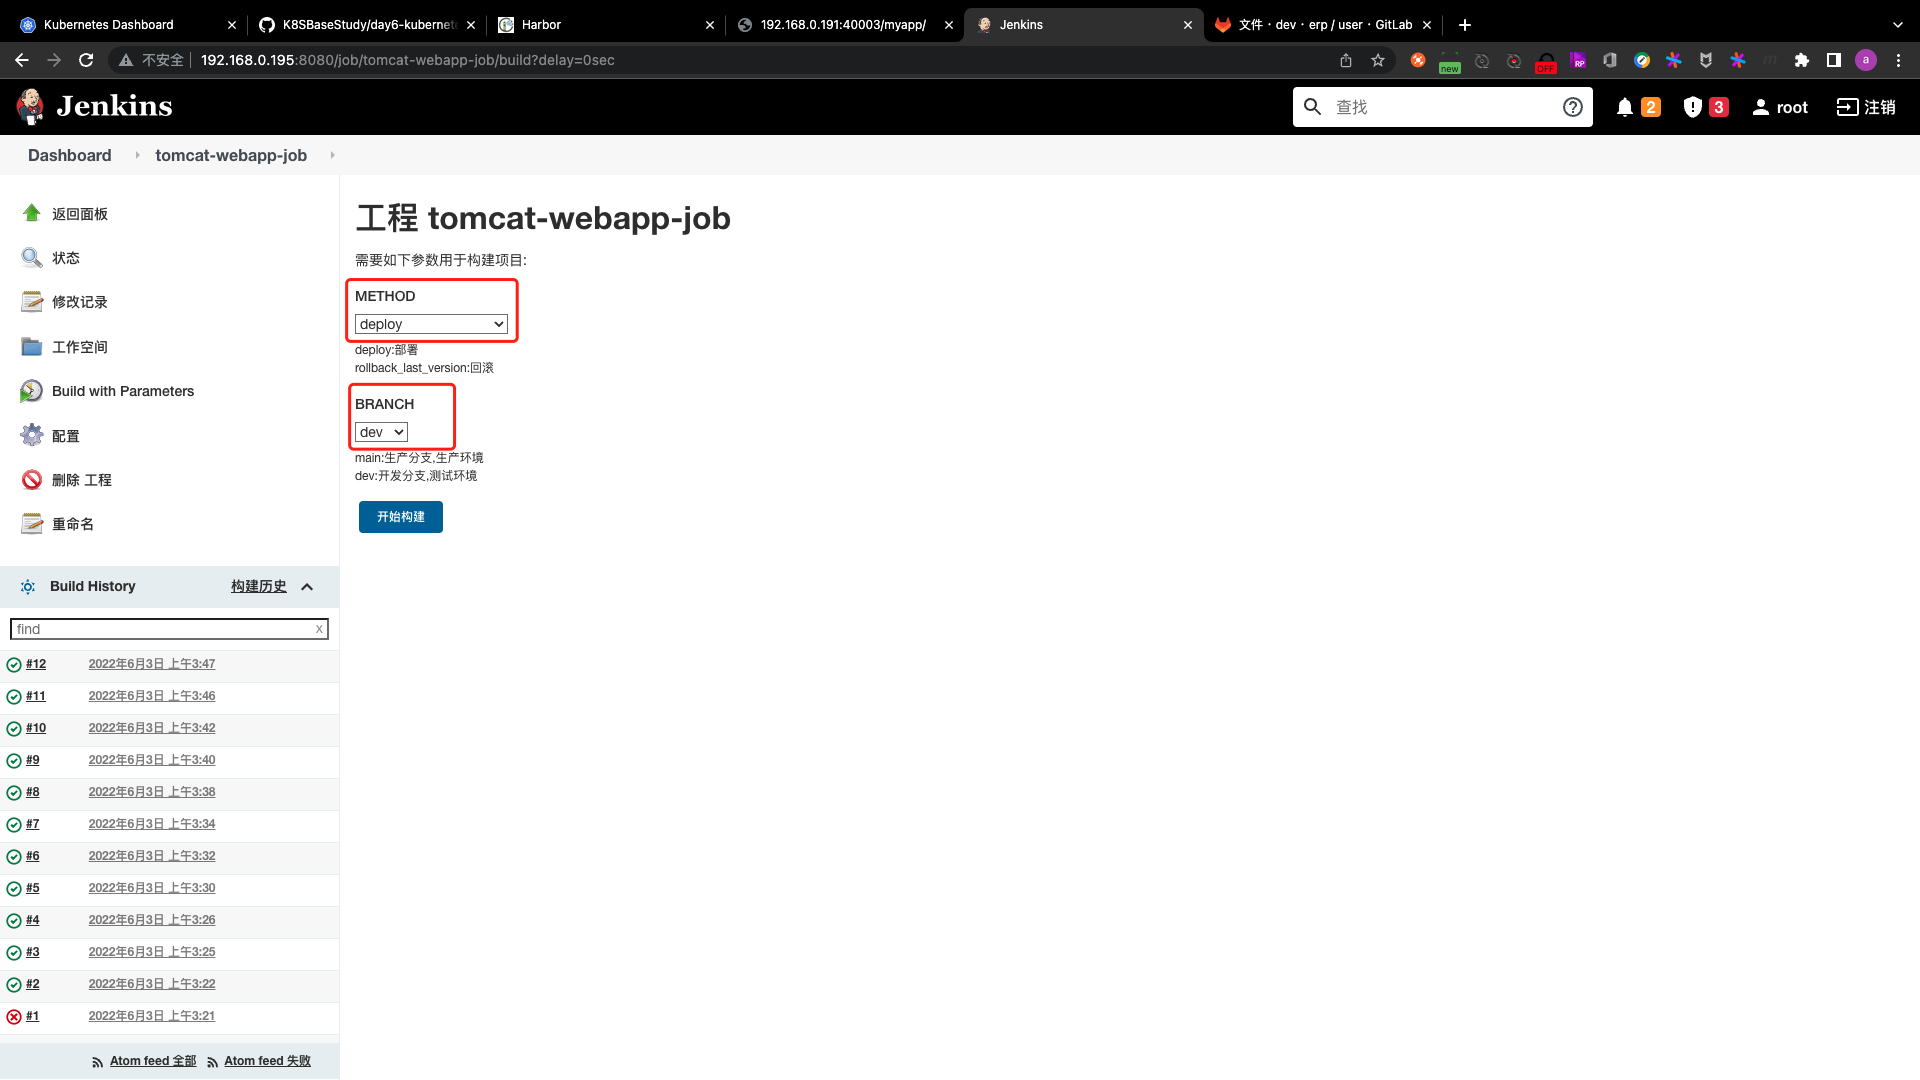 Kubernetes Dashboard
K8SBaseStudy/day6-kubernete
Harbor
192.168.0.191:40003/myapp/
Jenkins
文件 · dev · erp / user · GitLab
不安全
192.168.0.195:8080/job/tomcat-webapp-job/build?delay=0sec
new
OFF
RP
a
Jenkins
查找
2
3
root
注销
Dashboard
tomcat-webapp-job
返回面板
状态
修改记录
工作空间
Build with Parameters
配置
删除 工程
重命名
工程 tomcat-webapp-job
需要如下参数用于构建项目:
METHOD
deploy
deploy:部署
rollback_last_version:回滚
BRANCH
dev
main:生产分支,生产环境
dev:开发分支,测试环境
开始构建
Build History 构建历史
find x
#12 2022年6月3日 上午3:47
#11 2022年6月3日 上午3:46
#10 2022年6月3日 上午3:42
#9 2022年6月3日 上午3:40
#8 2022年6月3日 上午3:38
#7 2022年6月3日 上午3:34
#6 2022年6月3日 上午3:32
#5 2022年6月3日 上午3:30
#4 2022年6月3日 上午3:26
#3 2022年6月3日 上午3:25
#2 2022年6月3日 上午3:22
#1 2022年6月3日 上午3:21
Atom feed 全部 Atom feed 失败